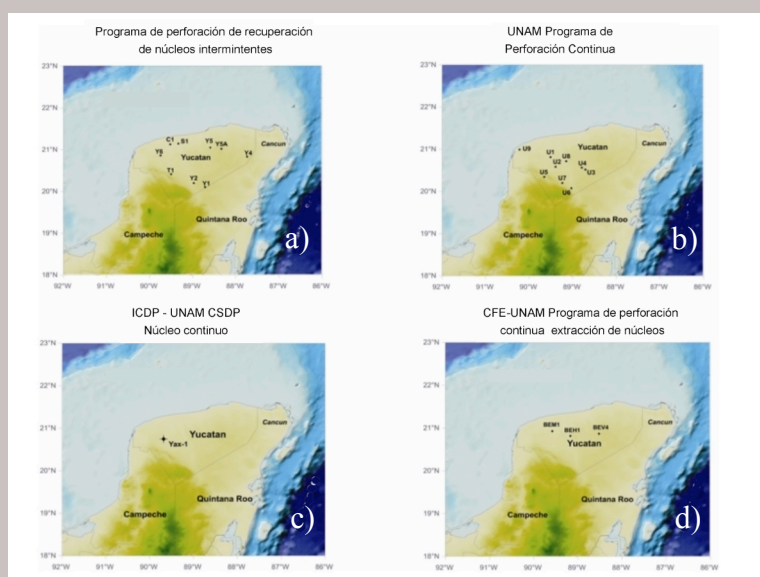 Programa de perforación de recuperación
de núcleos intermintentes
23°N
22°N
21°N
20°N
19°N
18°N
92°W
91°W
90°W
89°W
88°W
87°W
86°W
C1
S1
Y5
Y5A
Y6
Y4
Cancun
Yucatan
T1
Y2
Y1
Quintana Roo
Campeche
a)
UNAM Programa de
Perforación Continua
23°N
22°N
21°N
20°N
19°N
18°N
92°W
91°W
90°W
89°W
88°W
87°W
86°W
U9
U1
U8
U2
U4
U3
U5
U7
U6
Cancun
Yucatan
Quintana Roo
Campeche
b)
ICDP - UNAM CSDP
Núcleo continuo
23°N
22°N
21°N
20°N
19°N
18°N
92°W
91°W
90°W
89°W
88°W
87°W
86°W
Cancun
Yucatan
Yax-1
Quintana Roo
Campeche
c)
CFE-UNAM Programa de perforación
continua extracción de núcleos
23°N
22°N
21°N
20°N
19°N
18°N
92°W
91°W
90°W
89°W
88°W
87°W
86°W
BEM1
BEH1
BEV4
Cancun
Yucatan
Quintana Roo
Campeche
d)